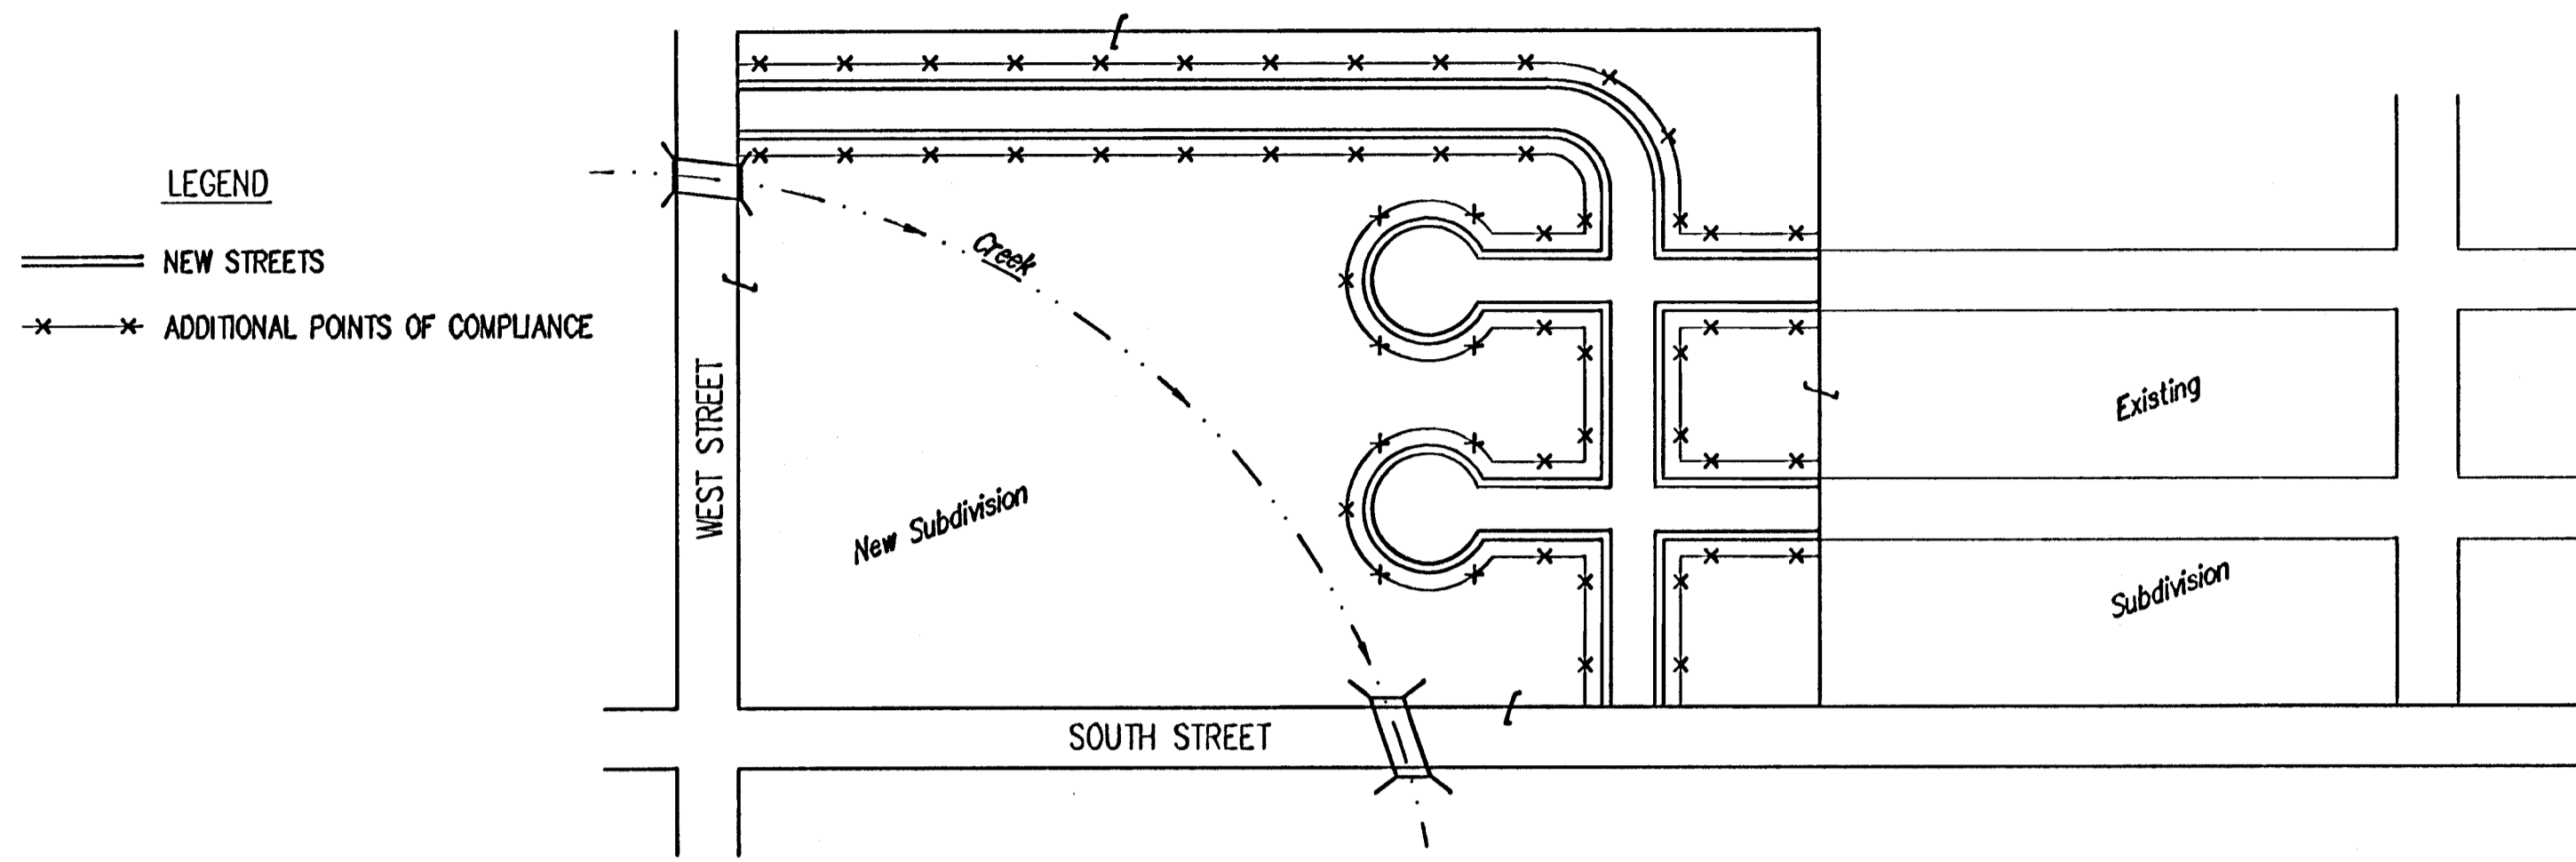 LEGEND
NEW STREETS
ADDITIONAL POINTS OF COMPLIANCE
WEST STREET
Creek
New Subdivision
Existing
Subdivision
SOUTH STREET